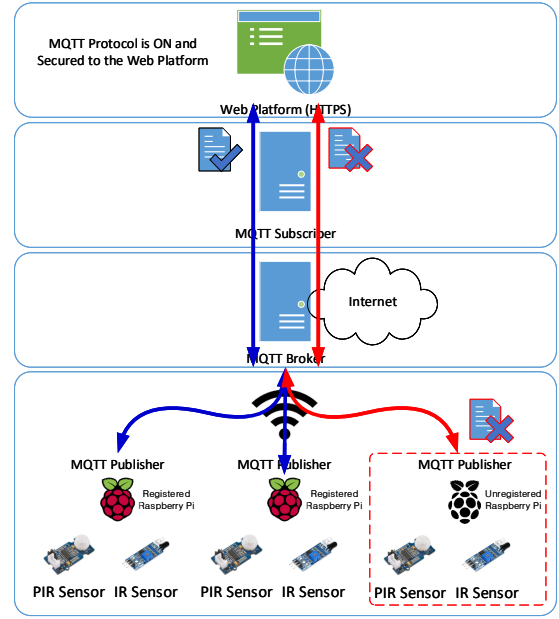 MQTT Protocol is ON and
Secured to the Web Platform
Web Platform (HTTPS)
MQTT Subscriber
Internet
MQTT Broker
MQTT Publisher
Registered
Raspberry Pi
PIR Sensor
IR Sensor
MQTT Publisher
Registered
Raspberry Pi
PIR Sensor
IR Sensor
MQTT Publisher
Unregistered
Raspberry Pi
PIR Sensor
IR Sensor